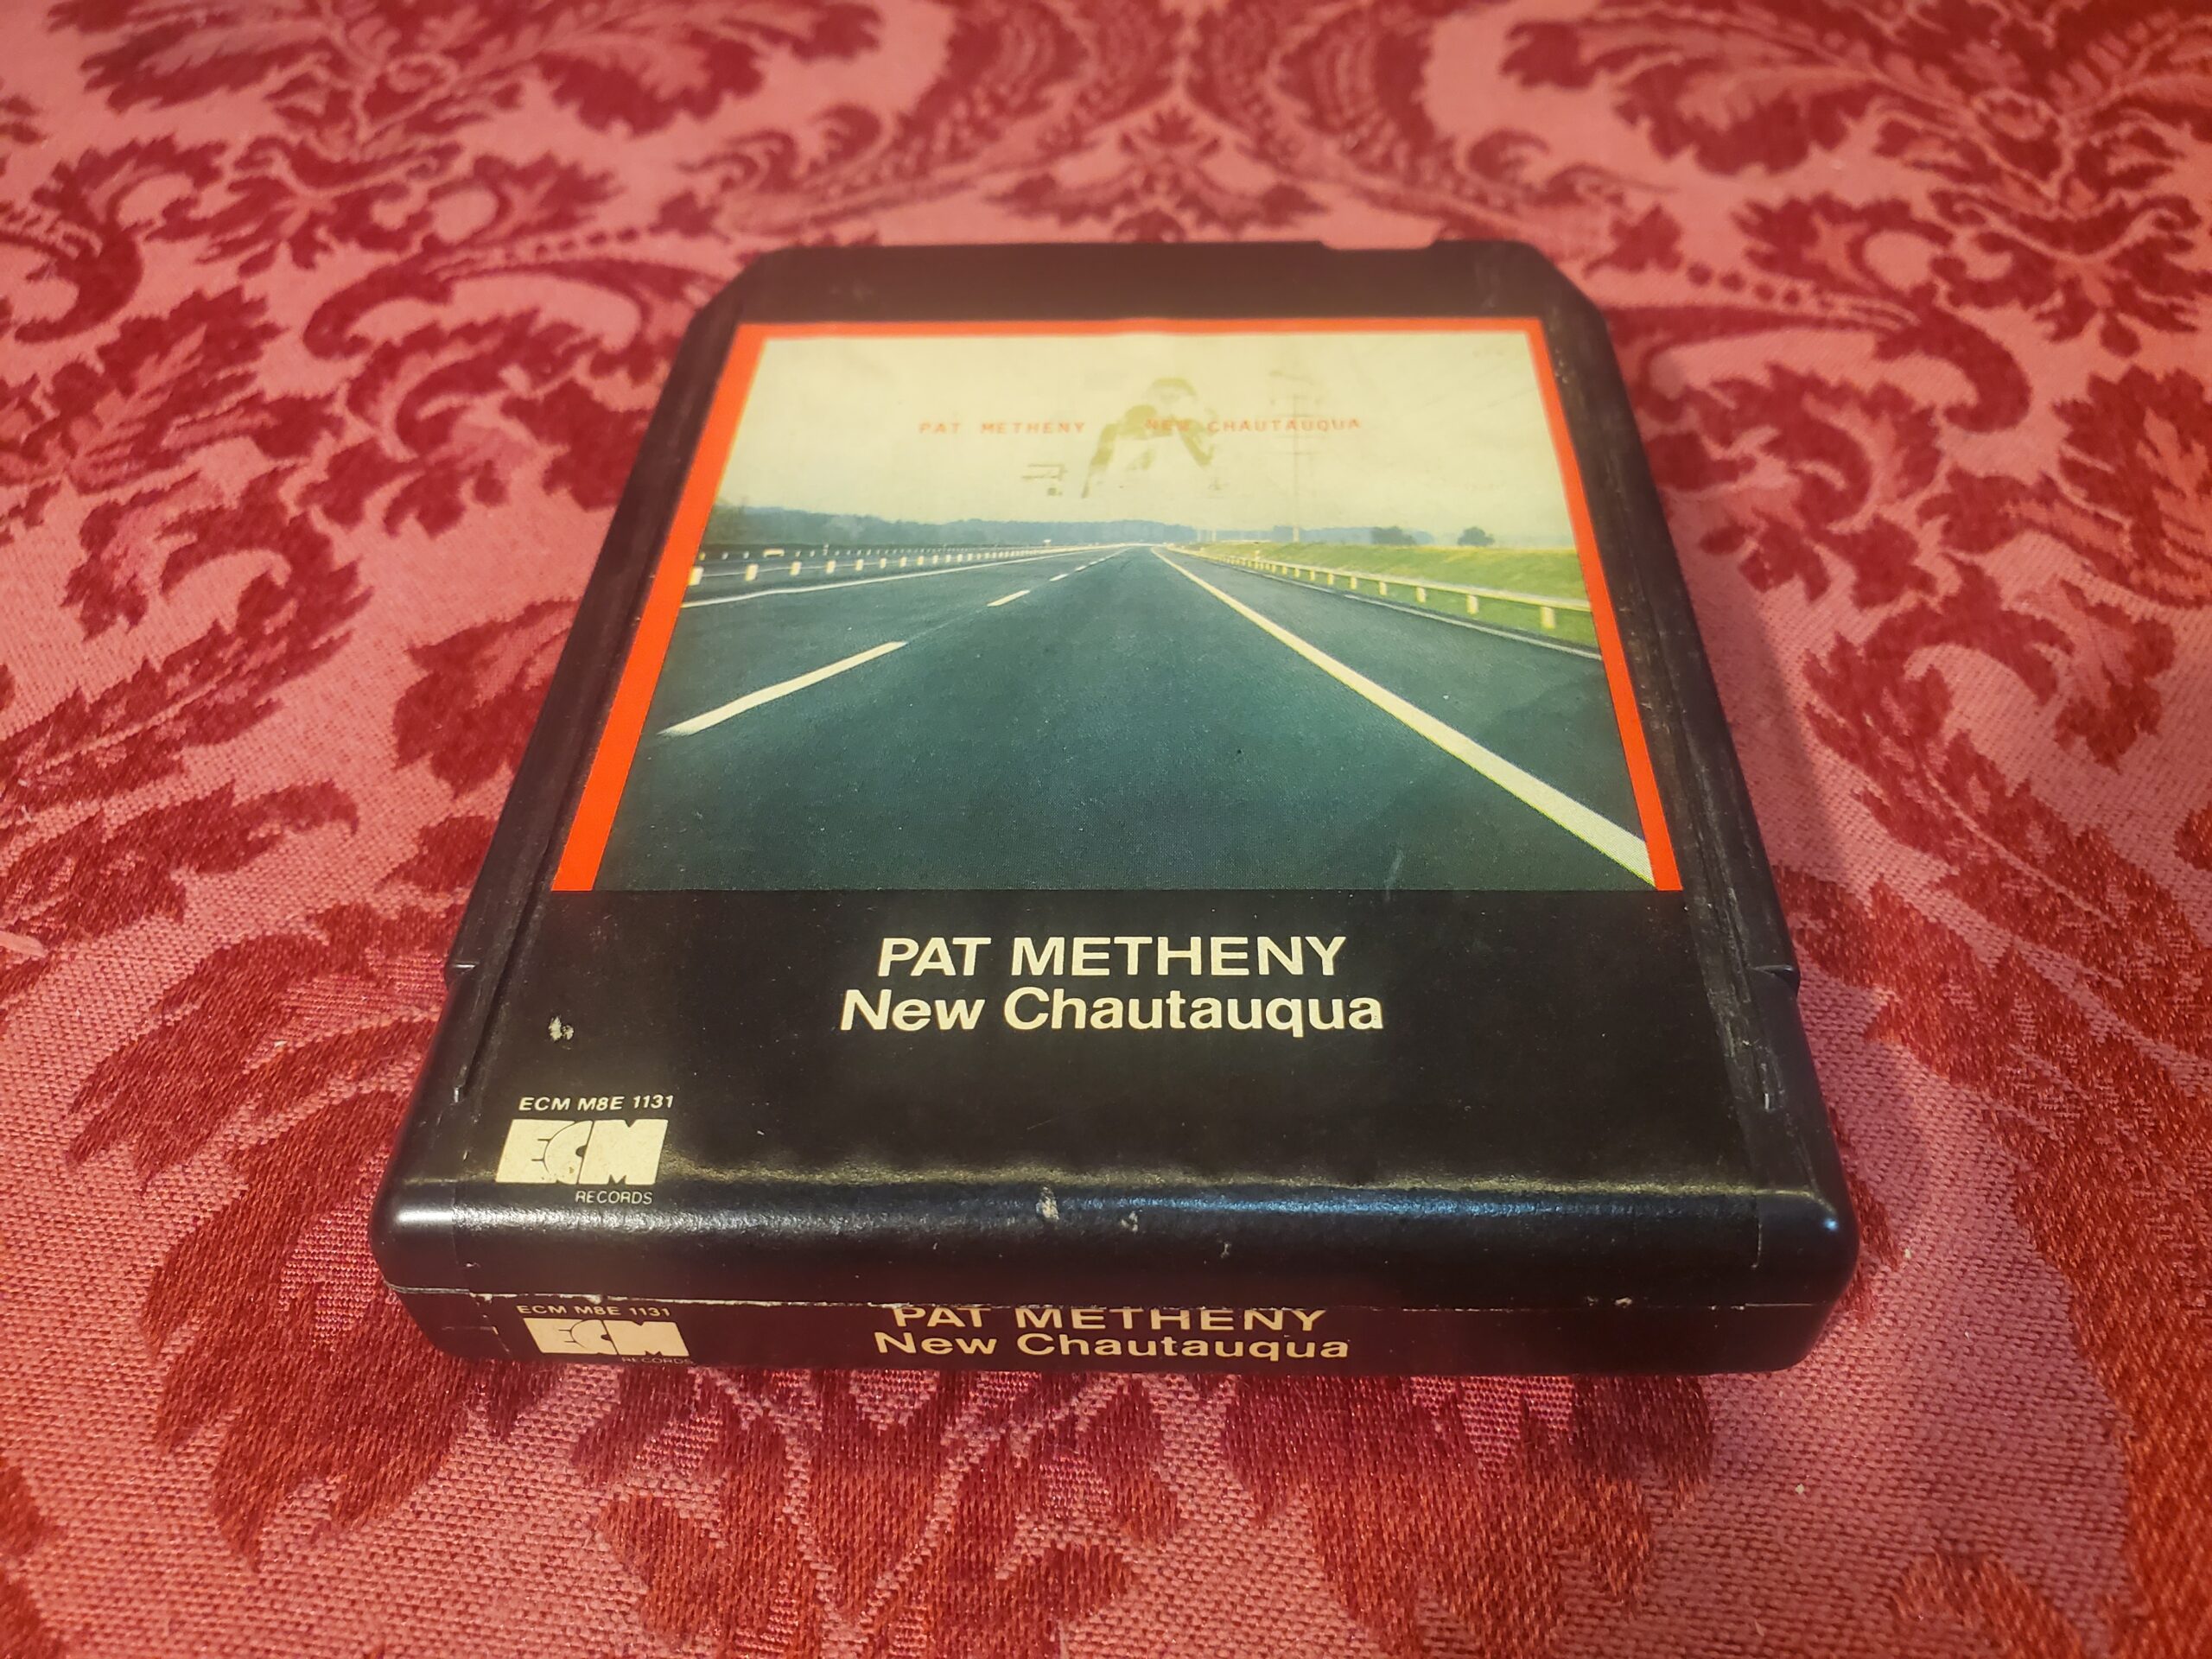 PAT METHENY NEW CHAUTAUQUA
PAT METHENY
New Chautauqua
ECM M8E 1131
ECM
RECORDS
ECM M8E 1131
ECM
RECORDS
PAT METHENY
New Chautauqua